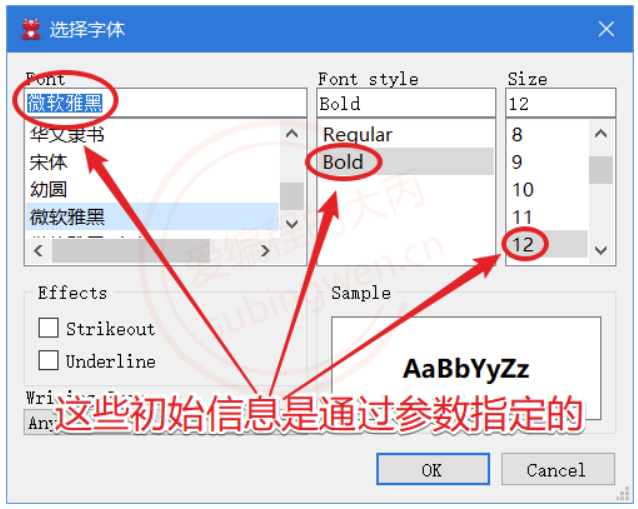 选择字体
Font
Font style
Size
微软雅黑
Bold
12
华文隶书
宋体
幼圆
微软雅黑
Regular
Bold
8
9
10
11
12
Effects
Strikeout
Underline
Sample
AaBbYyZz
爱编程的大丙
subingwen.cn
Any
这些初始信息是通过参数指定的
OK
Cancel